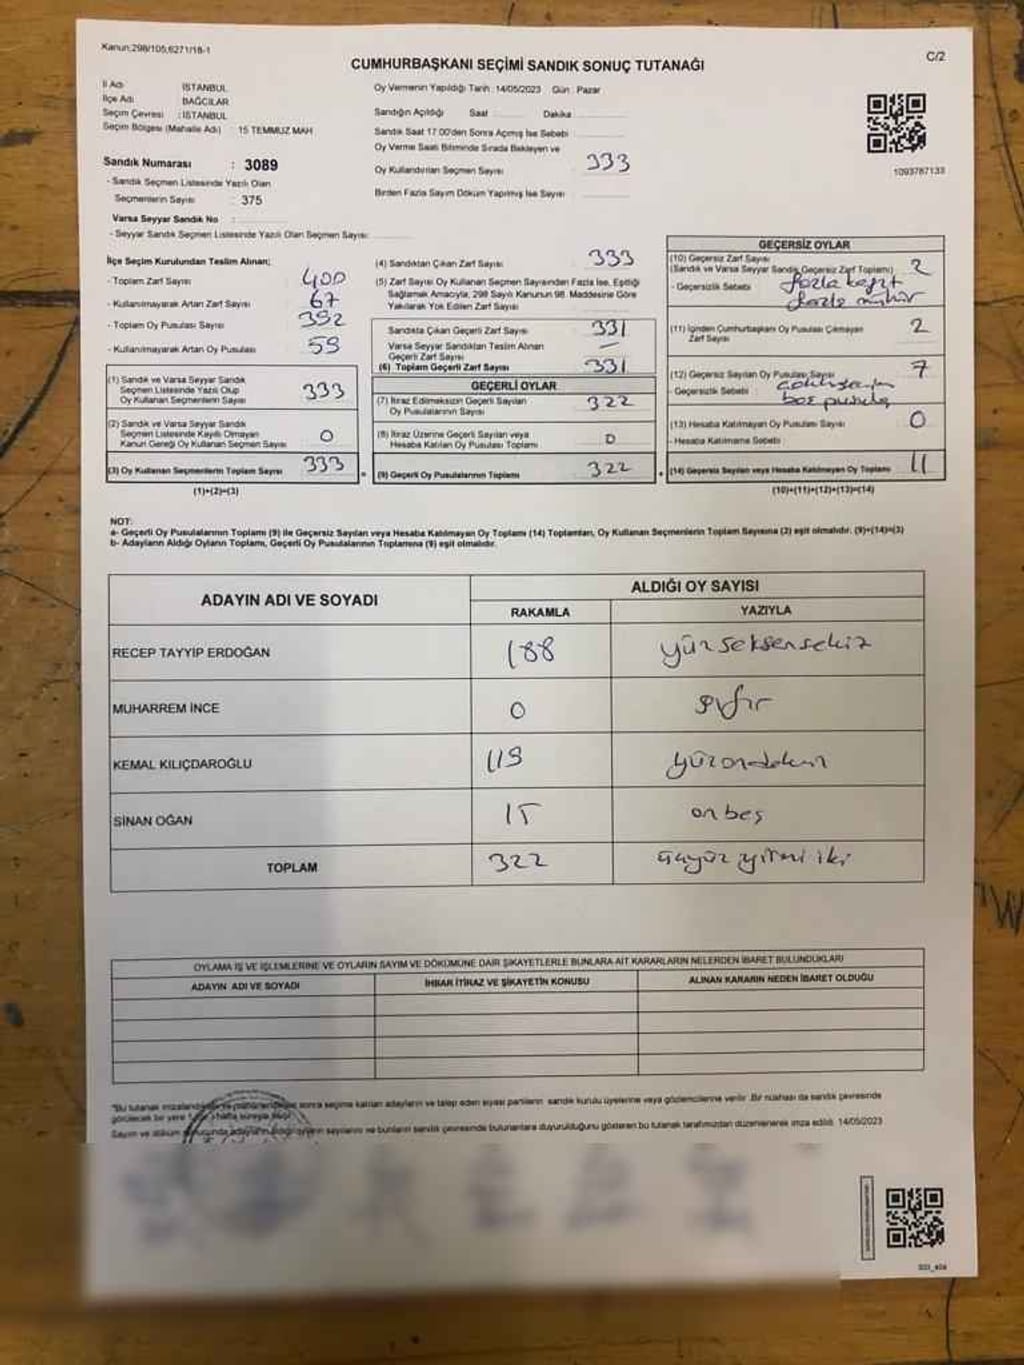 Kanun:298/105,6271/18-1
C/2
CUMHURBAŞKANI SEÇİMİ SANDIK SONUÇ TUTANAĞI
İl Adı İSTANBUL
İlçe Adı BAĞCILAR
Seçim Çevresi : İSTANBUL
Seçim Bölgesi (Mahalle Adı) : 15 TEMMUZ MAH
Sandık Numarası : 3089
- Sandık Seçmen Listesinde Yazılı Olan
Seçmenlerin Sayısı : 375
Varsa Seyyar Sandık No :
- Seyyar Sandık Seçmen Listesinde Yazılı Olan Seçmen Sayısı:
Oy Vermenin Yapıldığı Tarih :14/05/2023 Gün : Pazar
Sandığın Açıldığı Saat Dakika
Sandık Saat 17.00'den Sonra Açmış İse Sebebi
Oy Verme Saati Bitiminde Sırada Bekleyen ve
Oy Kullandırılan Seçmen Sayısı 333
Birden Fazla Sayım Döküm Yapılmış İse Sayısı
1093787133
İlçe Seçim Kurulundan Teslim Alınan;
- Toplam Zarf Sayısı 400
- Kullanılmayarak Artan Zarf Sayısı 67
- Toplam Oy Pusulası Sayısı 392
- Kullanılmayarak Artan Oy Pusulası 59
(1) Sandık ve Varsa Seyyar Sandık
Seçmen Listesinde Yazılı Olup
Oy Kullanan Seçmenlerin Sayısı 333
(2) Sandık ve Varsa Seyyar Sandık
Seçmen Listesinde Kayıtlı Olmayan
Kanun Gereği Oy Kullanan Seçmen Sayısı 0
(3) Oy Kullanan Seçmenlerin Toplam Sayısı 333
(1)+(2)=(3)
(4) Sandıktan Çıkan Zarf Sayısı 333
(5) Zarf Sayısı Oy Kullanan Seçmen Sayısından Fazla İse, Eşitliği
Sağlamak Amacıyla, 298 Sayılı Kanunun 98. Maddesine Göre
Yakılarak Yok Edilen Zarf Sayısı
Sandıkta Çıkan Geçerli Zarf Sayısı 331
Varsa Seyyar Sandıktan Teslim Alınan
Geçerli Zarf Sayısı –
(6) Toplam Geçerli Zarf Sayısı 331
GEÇERLİ OYLAR
(7) İtiraz Edilmeksizin Geçerli Sayılan
Oy Pusulalarının Sayısı 322
(8) İtiraz Üzerine Geçerli Sayılan veya
Hesaba Katılan Oy Pusulası Toplamı 0
(9) Geçerli Oy Pusulalarının Toplamı 322
GEÇERSİZ OYLAR
(10) Geçersiz Zarf Sayısı
(Sandık ve Varsa Seyyar Sandık Geçersiz Zarf Toplamı) 2
- Geçersizlik Sebebi fazla kağıt
fazla mühür
(11) İçinden Cumhurbaşkanı Oy Pusulası Çıkmayan
Zarf Sayısı 2
(12) Geçersiz Sayılan Oy Pusulası Sayısı 7
- Geçersizlik Sebebi
boş pusula
(13) Hesaba Katılmayan Oy Pusulası Sayısı 0
- Hesaba Katılmama Sebebi
(14) Geçersiz Sayılan veya Hesaba Katılmayan Oy Toplamı 11
(10)+(11)+(12)+(13)=(14)
NOT:
a- Geçerli Oy Pusulalarının Toplamı (9) ile Geçersiz Sayılan veya Hesaba Katılmayan Oy Toplamı (14) Toplamları, Oy Kullanan Seçmenlerin Toplam Sayısına (3) eşit olmalıdır. (9)+(14)=(3)
b- Adayların Aldığı Oyların Toplamı, Geçerli Oy Pusulalarının Toplamına (9) eşit olmalıdır.
ADAYIN ADI VE SOYADI
ALDIĞI OY SAYISI
RAKAMLA YAZIYLA
RECEP TAYYIP ERDOĞAN 188 yüzseksensekiz
MUHARREM İNCE 0 sıfır
KEMAL KILIÇDAROĞLU 119 yüzondokuz
SİNAN OĞAN 15 onbeş
TOPLAM 322 üçyüz yirmi iki
OYLAMA İŞ VE İŞLEMLERİNE VE OYLARIN SAYIM VE DÖKÜMÜNE DAİR ŞİKAYETLERLE BUNLARA AİT KARARLARIN NELERDEN İBARET BULUNDUKLARI
ADAYIN ADI VE SOYADI İHBAR İTİRAZ VE ŞİKAYETİN KONUSU ALINAN KARARIN NEDEN İBARET OLDUĞU
"Bu tutanak sonra seçime katılan adayların ve talep eden siyasi partilerin sandık kurulu üyelerine veya gözlemcilerine verilir. Bir nüshası da sandık çevresinde
görülecek bir yere
Sayım ve döküm sonucunda adayların aldığı oyların sayılarını ve bunların sandık çevresinde bulunanlara duyurulduğunu gösteren bu tutanak tarafımızdan düzenlenerek imza edildi. 14/05/2023